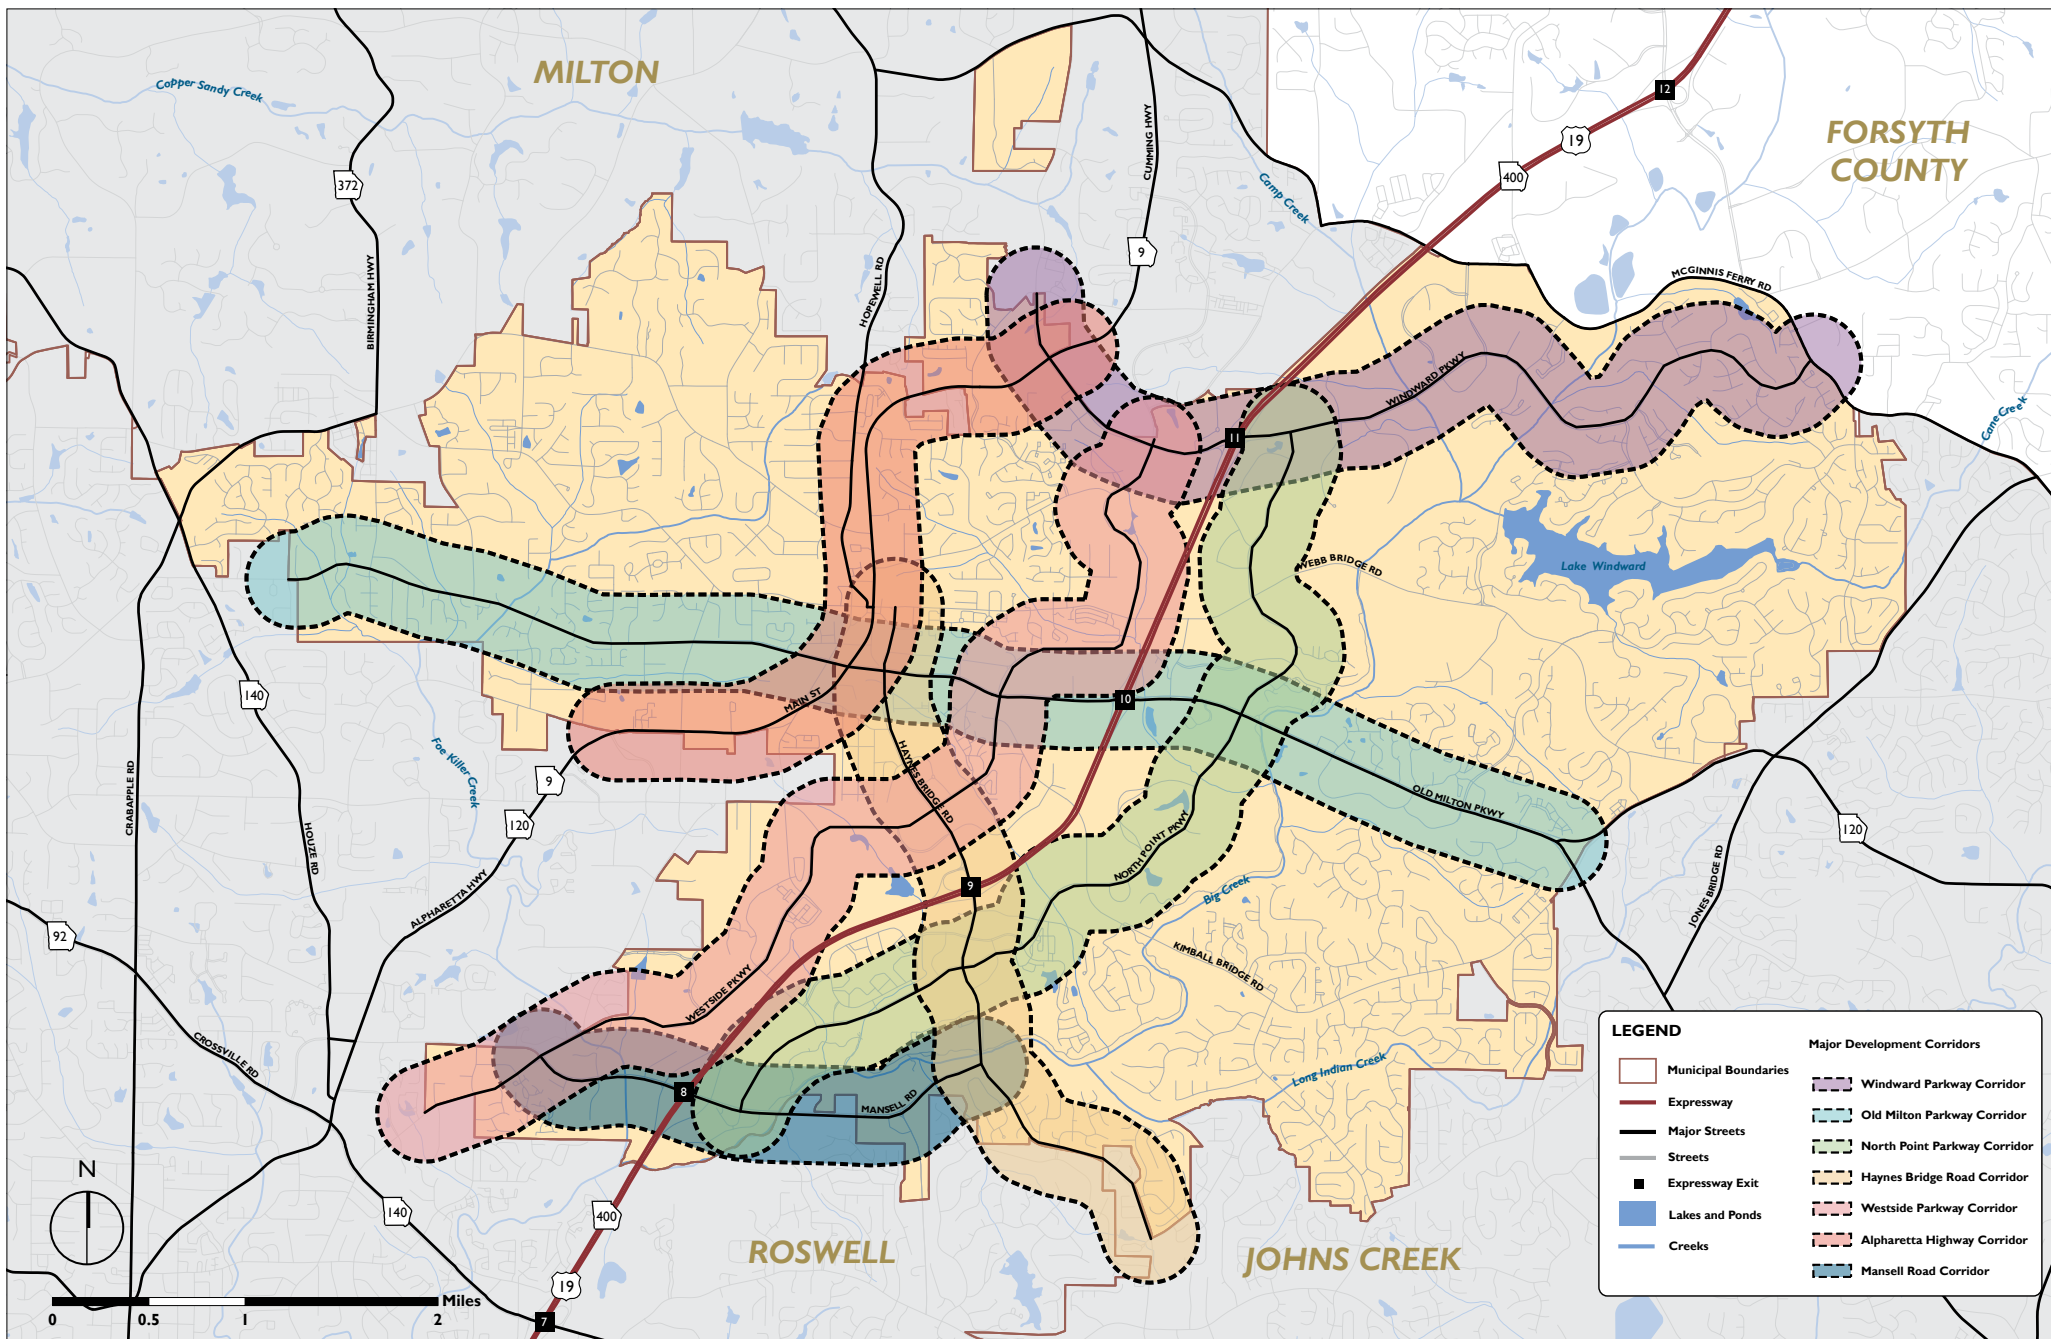 MILTON
FORSYTH
COUNTY
Copper Sandy Creek
372
BIRMINGHAM HWY
HOPEWELL RD
CUMMING HWY
9
Camp Creek
12
19
400
MCGINNIS FERRY RD
WINDWARD PKWY
11
Cane Creek
WEBB BRIDGE RD
Lake Windward
140
MAIN ST
10
Foe Killer Creek
9
120
CRABAPPLE RD
HOUZE RD
ALPHARETTA HWY
HAYNES BRIDGE RD
OLD MILTON PKWY
120
NORTH POINT PKWY
9
Big Creek
JONES BRIDGE RD
KIMBALL BRIDGE RD
92
WESTSIDE PKWY
CROSSVILLE RD
8
MANSELL RD
Long Indian Creek
140
400
19
7
ROSWELL
JOHNS CREEK
N
Miles
0 0.5 1 2
LEGEND
Municipal Boundaries
Expressway
Major Streets
Streets
Expressway Exit
Lakes and Ponds
Creeks
Major Development Corridors
Windward Parkway Corridor
Old Milton Parkway Corridor
North Point Parkway Corridor
Haynes Bridge Road Corridor
Westside Parkway Corridor
Alpharetta Highway Corridor
Mansell Road Corridor